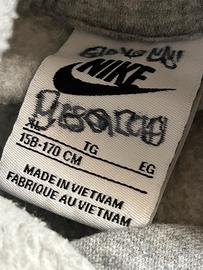 NIKE
XL TG
158-170 CM EG
MADE IN VIETNAM
FABRIQUE AU VIETNAM